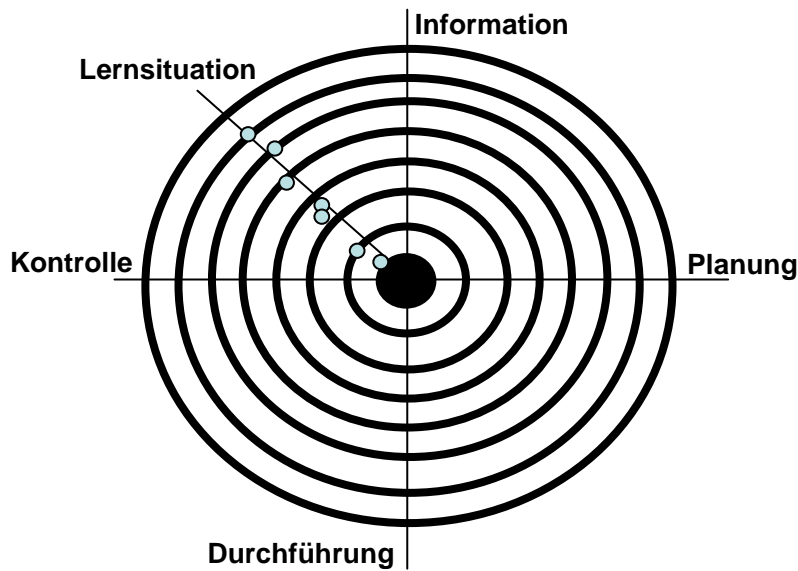 Information
Lernsituation
Kontrolle
Planung
Durchführung